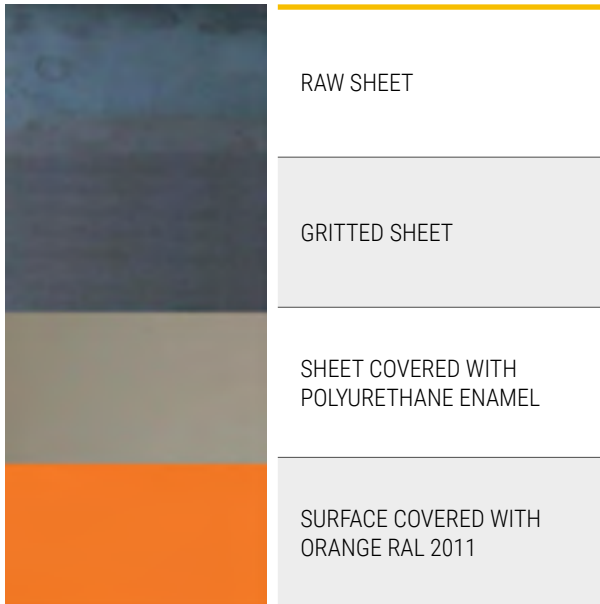 RAW SHEET
GRITTED SHEET
SHEET COVERED WITH
POLYURETHANE ENAMEL
SURFACE COVERED WITH
ORANGE RAL 2011